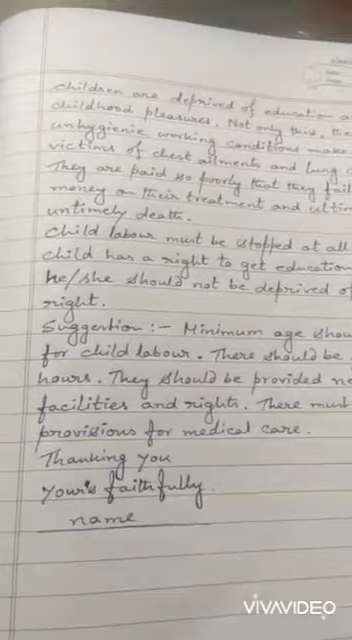 children are deprived of education a
childhood pleasures. Not only this, the
unhygienic working conditions make
victims of chest ailments and lung
They are paid so poorly that they fail
money on their treatment and
untimely death.
Child labour must be stopped at all
child has a right to get education
he/she should not be deprived of
right.
Suggestion :- Minimum age shou
for child labour. There should be
hours. They should be provided
facilities and rights. There must
provisions for medical care.
Thanking you
Your's faithfully.
name
VIVAVIDEO